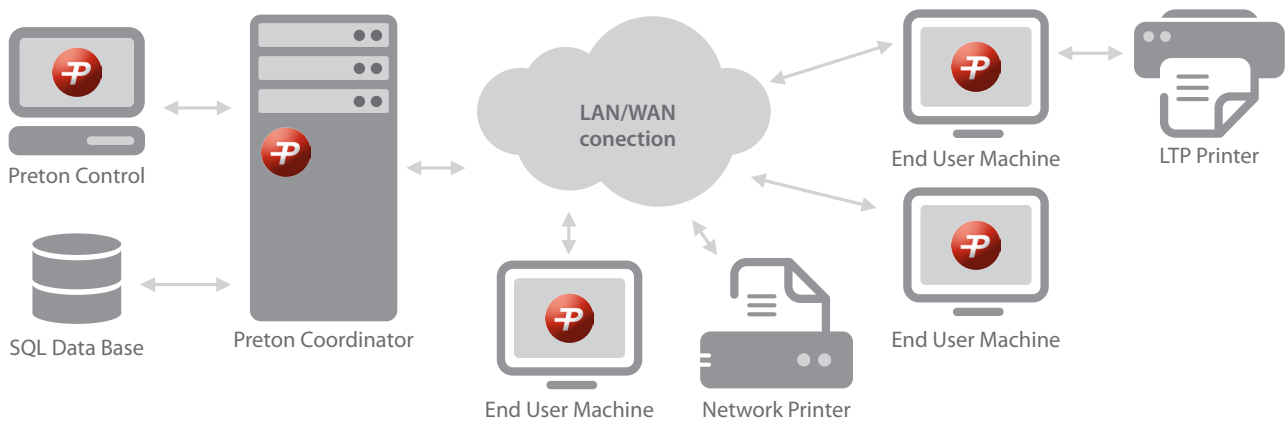 LAN/WAN
conection
End User Machine
LTP Printer
Preton Control
End User Machine
SQL Data Base
Preton Coordinator
End User Machine
Network Printer